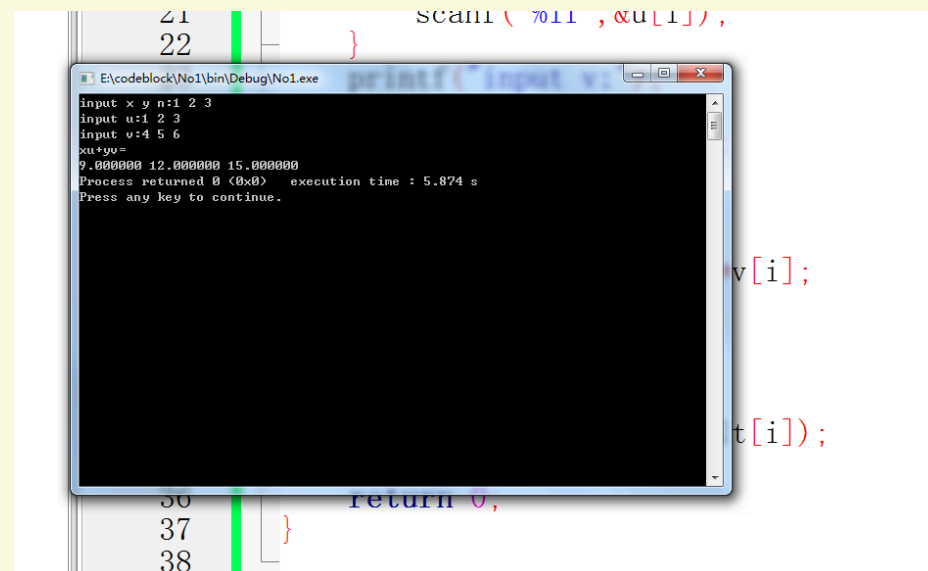 21 scanf("%lf",&u[i]);
22 }
E:\codeblock\No1\bin\Debug\No1.exe
printf("input v:");
input x y n:1 2 3
input u:1 2 3
input v:4 5 6
xu+yv=
9.000000 12.000000 15.000000
Process returned 0 (0x0)   execution time : 5.874 s
Press any key to continue.
v[i];
t[i]);
36 return 0;
37 }
38